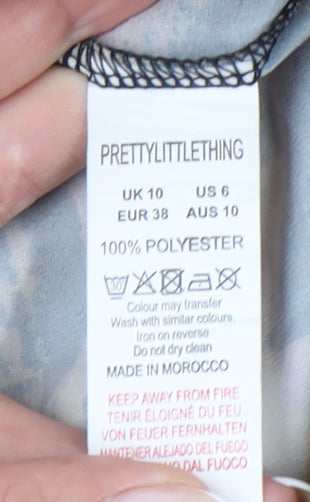 PRETTYLITTLETHING
UK 10 US 6
EUR 38 AUS 10
100% POLYESTER
30
Colour may transfer
Wash with similar colours.
Iron on reverse
Do not dry clean
MADE IN MOROCCO
KEEP AWAY FROM FIRE
TENIR ÉLOIGNÉ DU FEU
VON FEUER FERNHALTEN
MANTENER ALEJADO DEL FUEGO
DAL FUOCO